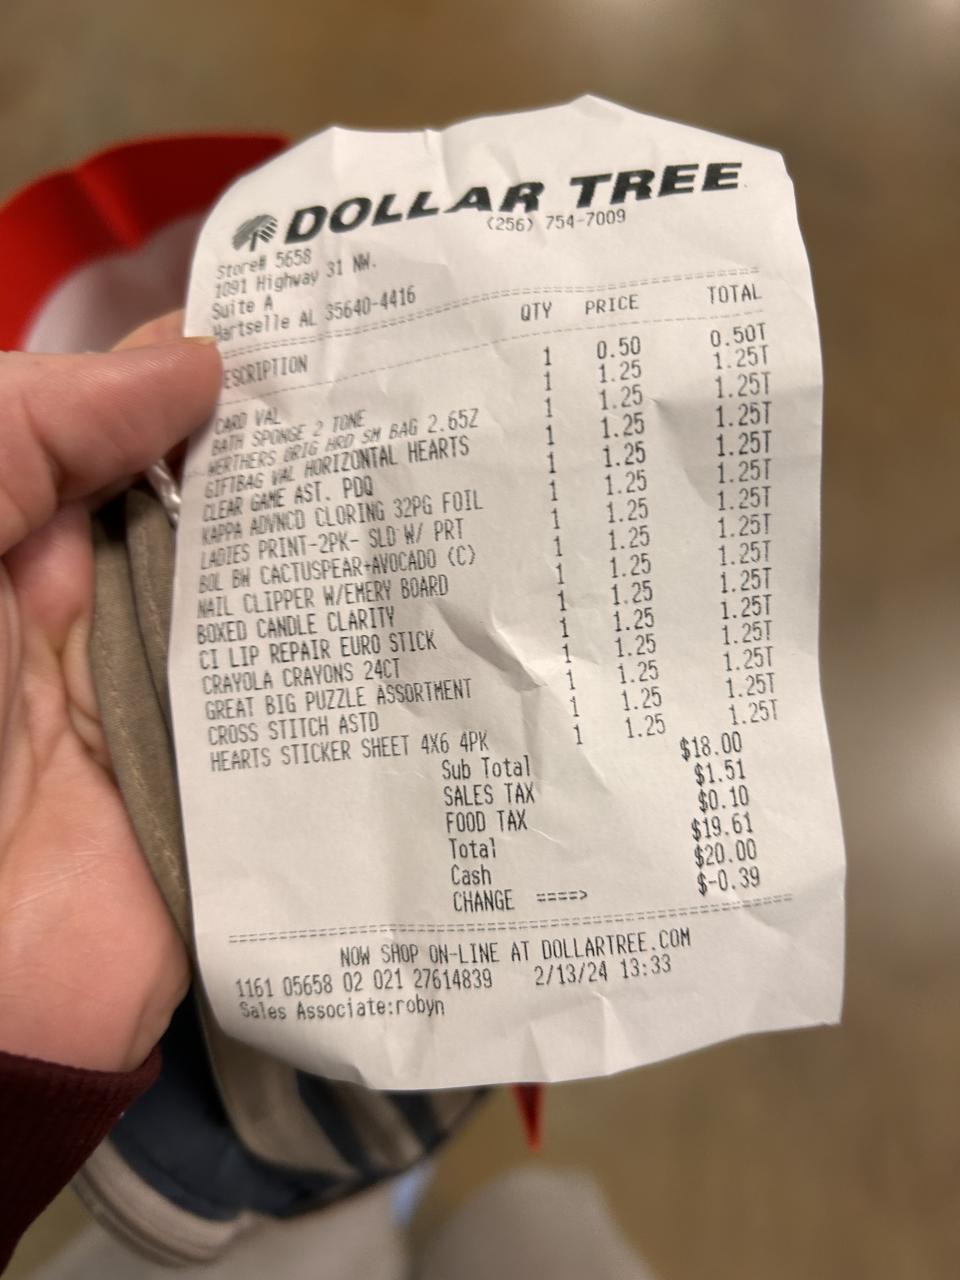 DOLLAR TREE
(256) 754-7009
Store# 5658
1091 Highway 31 NW.
Suite A
Hartselle AL 35640-4416
ESCRIPTION QTY PRICE TOTAL
CARD VAL 1 0.50 0.50T
BATH SPONGE 2 TONE 1 1.25 1.25T
WERTHERS ORIG HRD SM BAG 2.65Z 1 1.25 1.25T
GIFTBAG VAL HORIZONTAL HEARTS 1 1.25 1.25T
CLEAR GAME AST. PDQ 1 1.25 1.25T
KAPPA ADVNCD CLORING 32PG FOIL 1 1.25 1.25T
LADIES PRINT-2PK- SLD W/ PRT 1 1.25 1.25T
BOL BW CACTUSPEAR+AVOCADO (C) 1 1.25 1.25T
NAIL CLIPPER W/EMERY BOARD 1 1.25 1.25T
BOXED CANDLE CLARITY 1 1.25 1.25T
CI LIP REPAIR EURO STICK 1 1.25 1.25T
CRAYOLA CRAYONS 24CT 1 1.25 1.25T
GREAT BIG PUZZLE ASSORTMENT 1 1.25 1.25T
CROSS STITCH ASTD 1 1.25 1.25T
HEARTS STICKER SHEET 4X6 4PK 1 1.25 1.25T
Sub Total $18.00
SALES TAX $1.51
FOOD TAX $0.10
Total $19.61
Cash $20.00
CHANGE ====> $-0.39
NOW SHOP ON-LINE AT DOLLARTREE.COM
1161 05658 02 021 27614839 2/13/24 13:33
Sales Associate:robyn